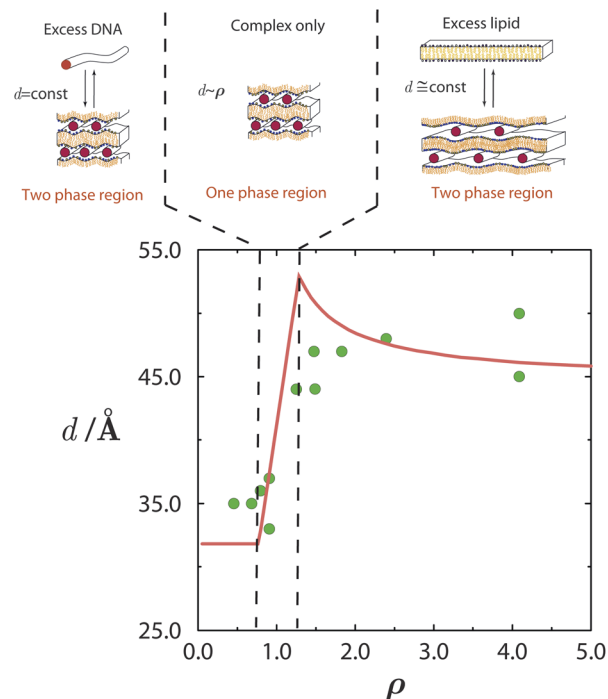 Excess DNA
Complex only
Excess lipid
d=const
d~ρ
d ≅const
Two phase region
One phase region
Two phase region
55.0
45.0
d /Å
35.0
25.0
0.0 1.0 2.0 3.0 4.0 5.0
ρ